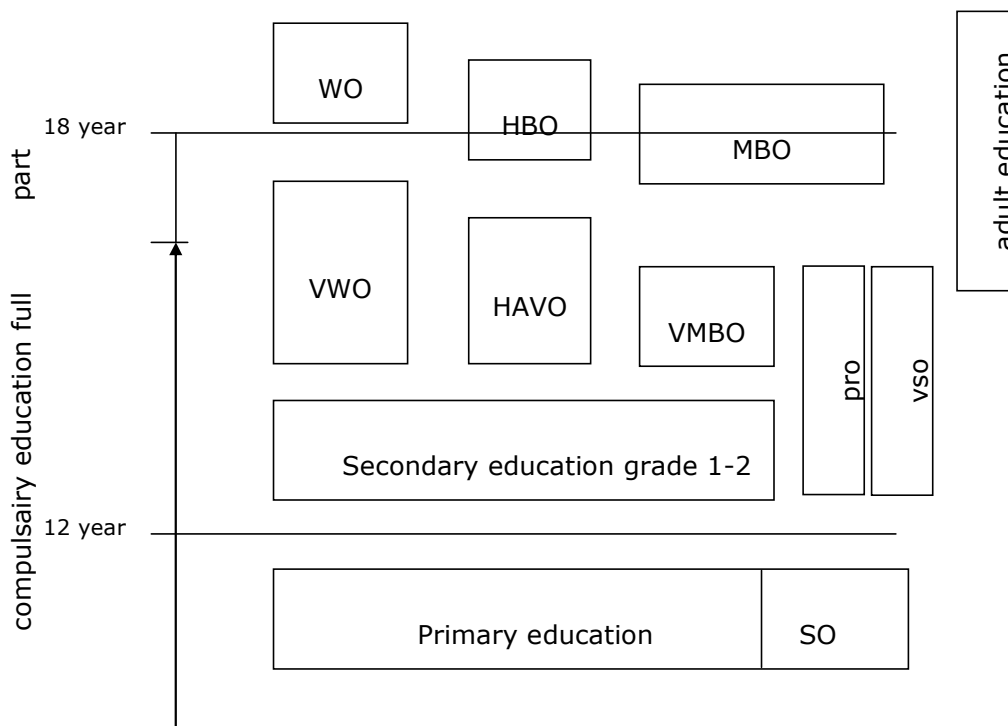 WO
HBO
MBO
adult education
18 year
part
VWO
HAVO
VMBO
pro
vso
compulsairy education full
Secondary education grade 1-2
12 year
Primary education
SO